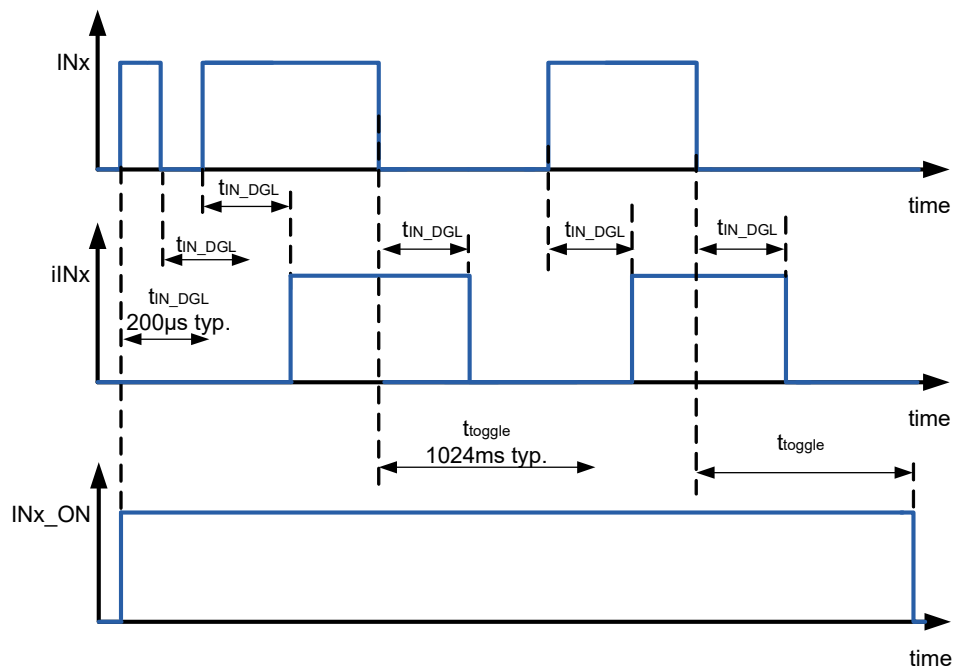 INx
time
tIN_DGL
tIN_DGL
tIN_DGL
tIN_DGL
tIN_DGL
iINx
tIN_DGL
200µs typ.
time
ttoggle
1024ms typ.
ttoggle
INx_ON
time